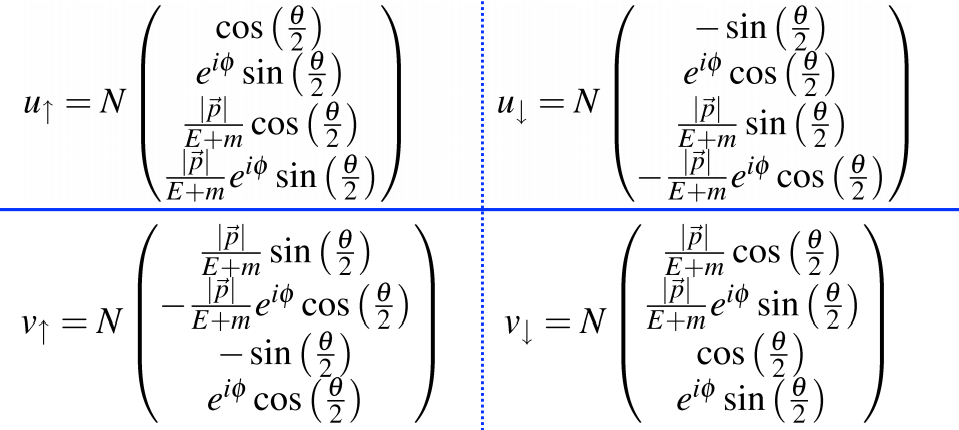 u↑ = N ( cos (θ/2) ; e^{iϕ} sin (θ/2) ; |p⃗|/(E+m) cos (θ/2) ; |p⃗|/(E+m) e^{iϕ} sin (θ/2) )
u↓ = N ( − sin (θ/2) ; e^{iϕ} cos (θ/2) ; |p⃗|/(E+m) sin (θ/2) ; −|p⃗|/(E+m) e^{iϕ} cos (θ/2) )
v↑ = N ( |p⃗|/(E+m) sin (θ/2) ; −|p⃗|/(E+m) e^{iϕ} cos (θ/2) ; − sin (θ/2) ; e^{iϕ} cos (θ/2) )
v↓ = N ( |p⃗|/(E+m) cos (θ/2) ; |p⃗|/(E+m) e^{iϕ} sin (θ/2) ; cos (θ/2) ; e^{iϕ} sin (θ/2) )